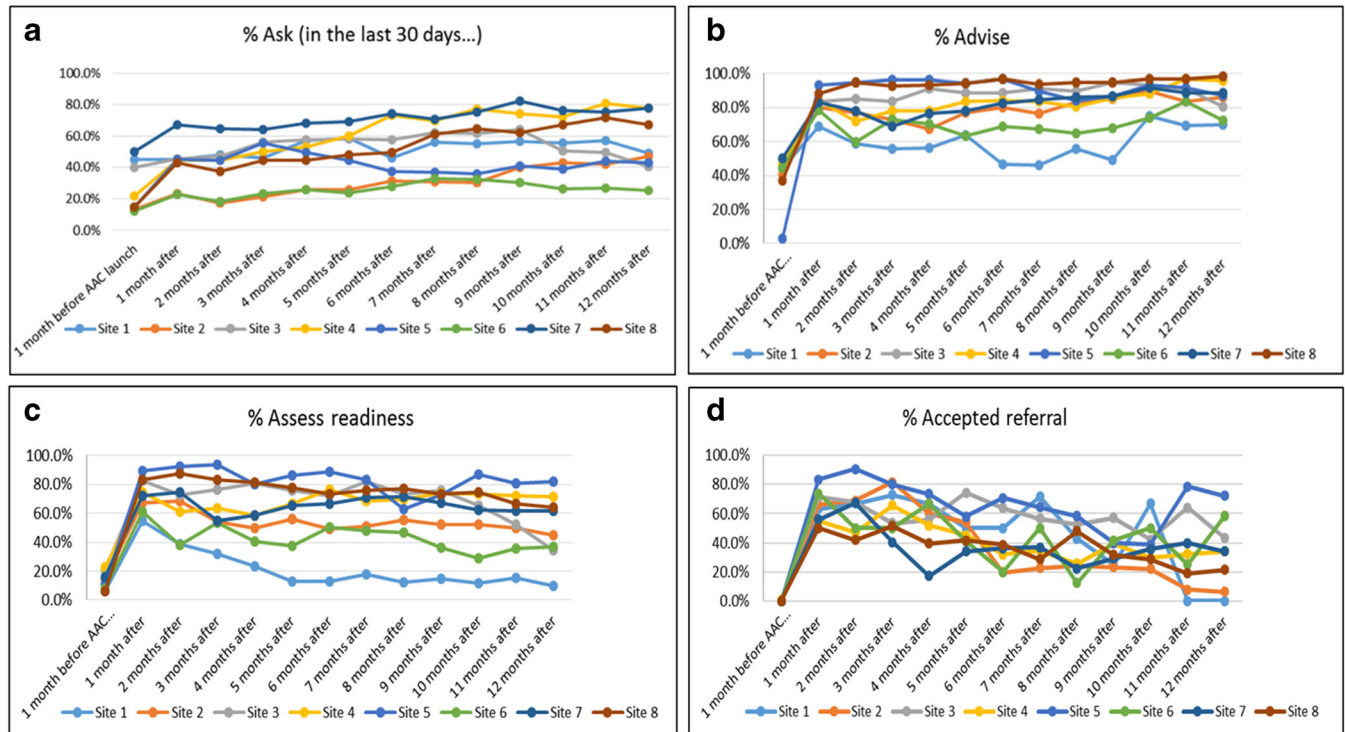 a
% Ask (in the last 30 days...)
100.0%
80.0%
60.0%
40.0%
20.0%
0.0%
1 month before AAC launch
1 month after
2 months after
3 months after
4 months after
5 months after
6 months after
7 months after
8 months after
9 months after
10 months after
11 months after
12 months after
Site 1 Site 2 Site 3 Site 4 Site 5 Site 6 Site 7 Site 8
b
% Advise
100.0%
80.0%
60.0%
40.0%
20.0%
0.0%
1 month before AAC...
1 month after
2 months after
3 months after
4 months after
5 months after
6 months after
7 months after
8 months after
9 months after
10 months after
11 months after
12 months after
Site 1 Site 2 Site 3 Site 4 Site 5 Site 6 Site 7 Site 8
c
% Assess readiness
100.0%
80.0%
60.0%
40.0%
20.0%
0.0%
1 month before AAC...
1 month after
2 months after
3 months after
4 months after
5 months after
6 months after
7 months after
8 months after
9 months after
10 months after
11 months after
12 months after
Site 1 Site 2 Site 3 Site 4 Site 5 Site 6 Site 7 Site 8
d
% Accepted referral
100.0%
80.0%
60.0%
40.0%
20.0%
0.0%
1 month before AAC...
1 month after
2 months after
3 months after
4 months after
5 months after
6 months after
7 months after
8 months after
9 months after
10 months after
11 months after
12 months after
Site 1 Site 2 Site 3 Site 4 Site 5 Site 6 Site 7 Site 8